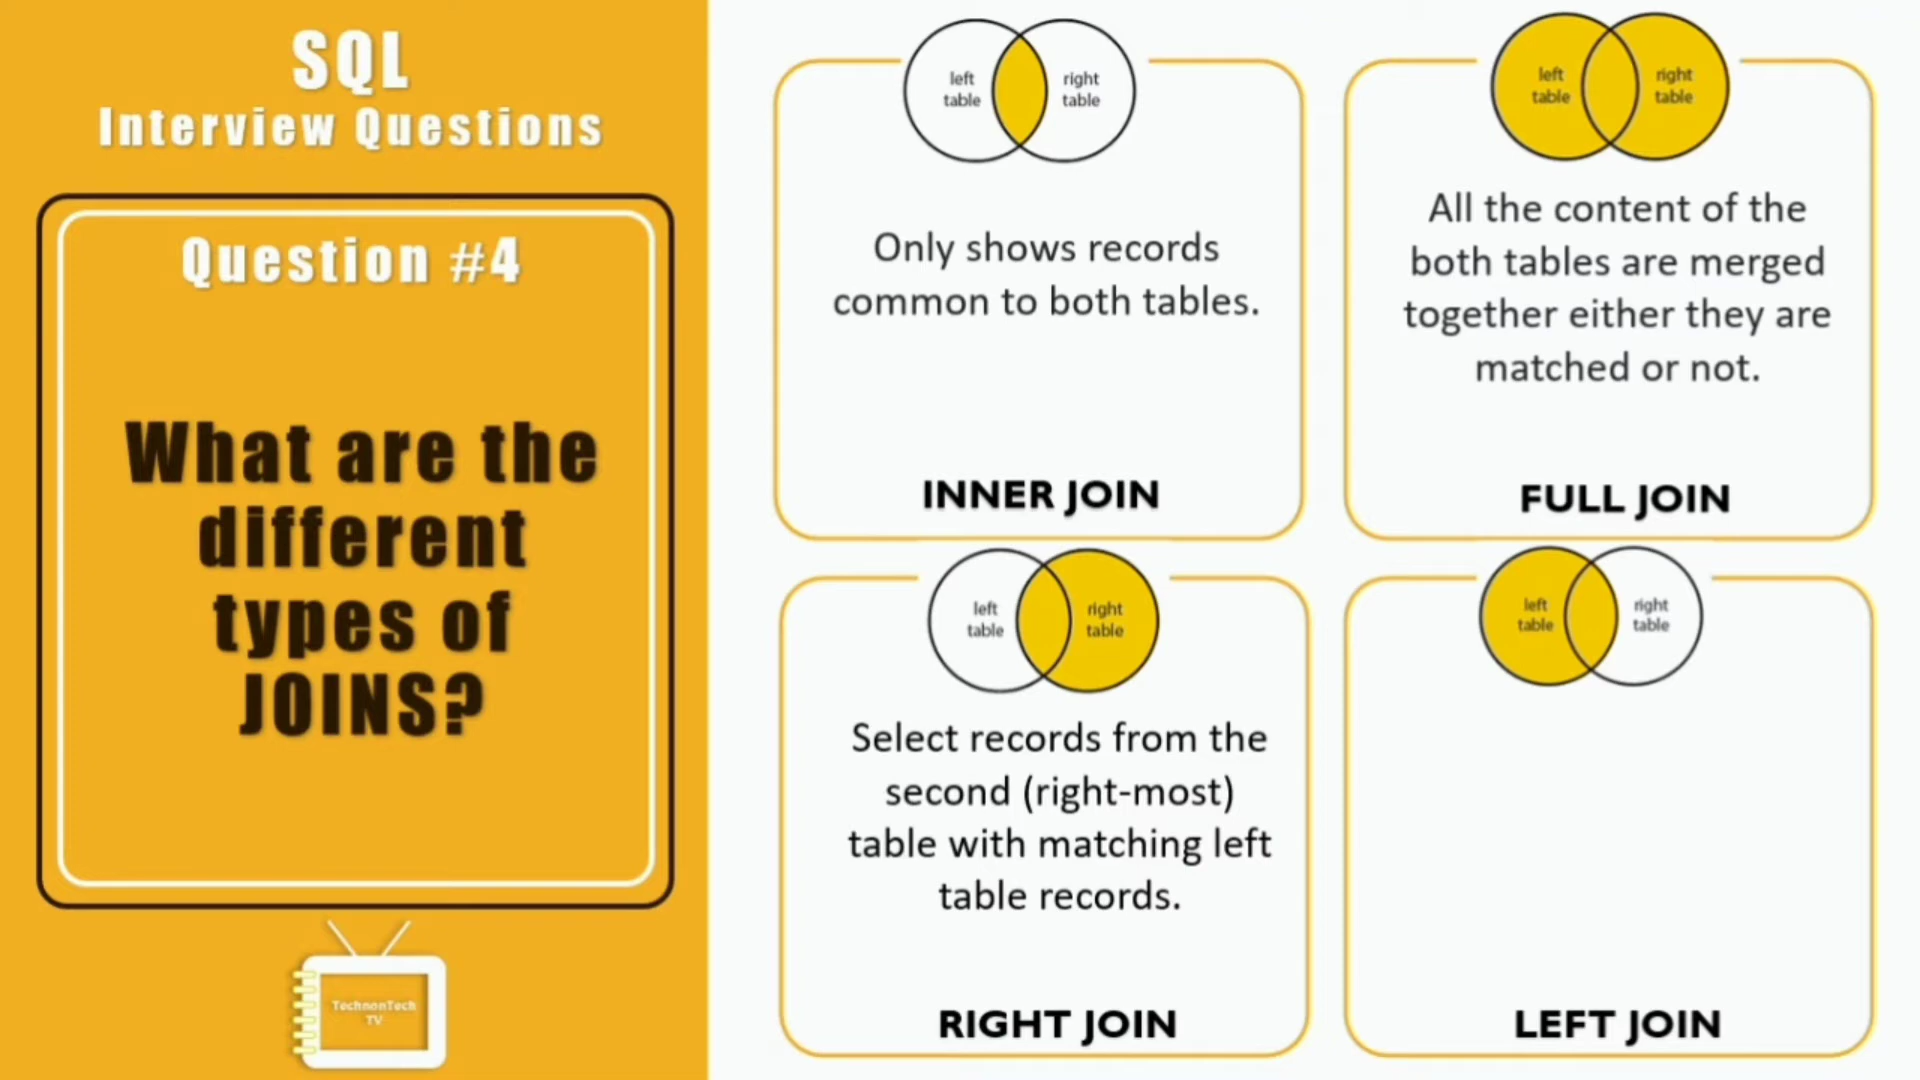 SQL
Interview Questions
Question #4
What are the
different
types of
JOINS?
TechnonTech
TV
left
table
right
table
Only shows records
common to both tables.
INNER JOIN
left
table
right
table
All the content of the
both tables are merged
together either they are
matched or not.
FULL JOIN
left
table
right
table
Select records from the
second (right-most)
table with matching left
table records.
RIGHT JOIN
left
table
right
table
LEFT JOIN